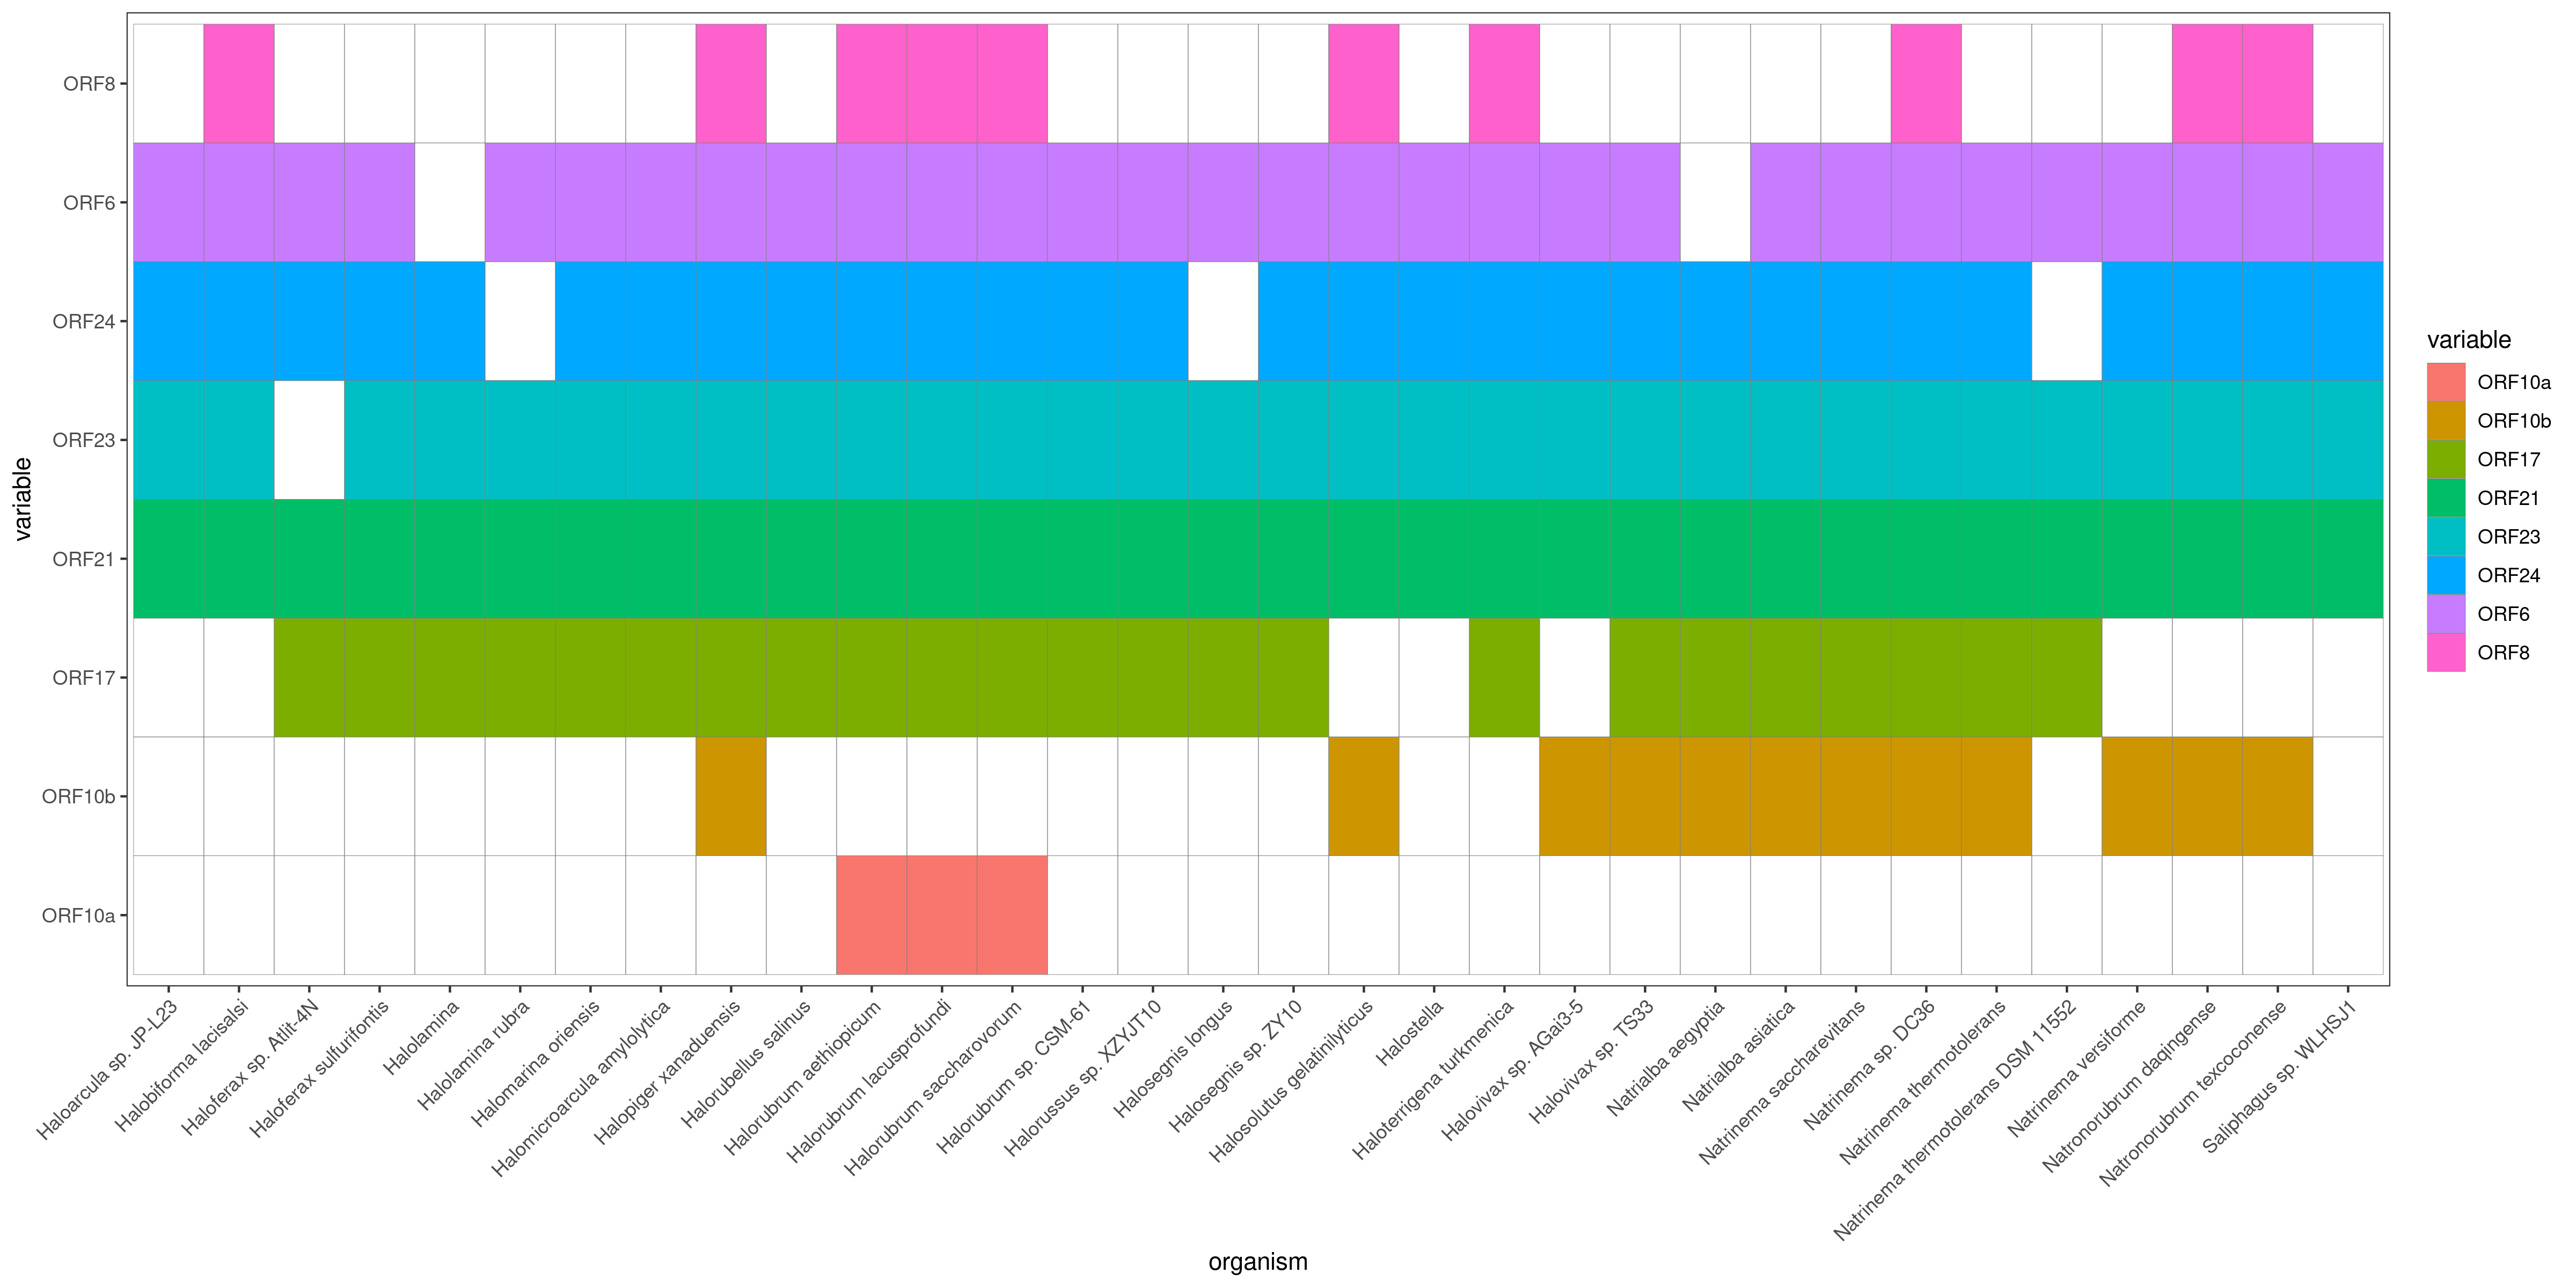 ORF8
ORF6
ORF24
ORF23
ORF21
ORF17
ORF10b
ORF10a
variable
Haloarcula sp. JP-L23
Halobiforma lacisalsi
Haloferax sp. Atlit-4N
Haloferax sulfurifontis
Halolamina
Halolamina rubra
Halomarina oriensis
Halomicroarcula amylolytica
Halopiger xanaduensis
Halorubellus salinus
Halorubrum aethiopicum
Halorubrum lacusprofundi
Halorubrum saccharovorum
Halorubrum sp. CSM-61
Halorussus sp. XZYJT10
Halosegnis longus
Halosegnis sp. ZY10
Halosolutus gelatinilyticus
Halostella
Haloterrigena turkmenica
Halovivax sp. AGai3-5
Halovivax sp. TS33
Natrialba aegyptia
Natrialba asiatica
Natrinema saccharevitans
Natrinema sp. DC36
Natrinema thermotolerans
Natrinema thermotolerans DSM 11552
Natrinema versiforme
Natronorubrum daqingense
Natronorubrum texcoconense
Saliphagus sp. WLHSJ1
organism
variable
ORF10a
ORF10b
ORF17
ORF21
ORF23
ORF24
ORF6
ORF8